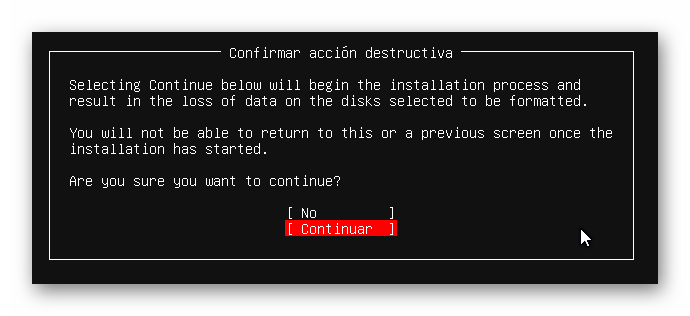 Confirmar acción destructiva
Selecting Continue below will begin the installation process and
result in the loss of data on the disks selected to be formatted.
You will not be able to return to this or a previous screen once the
installation has started.
Are you sure you want to continue?
[ No ]
[ Continuar ]